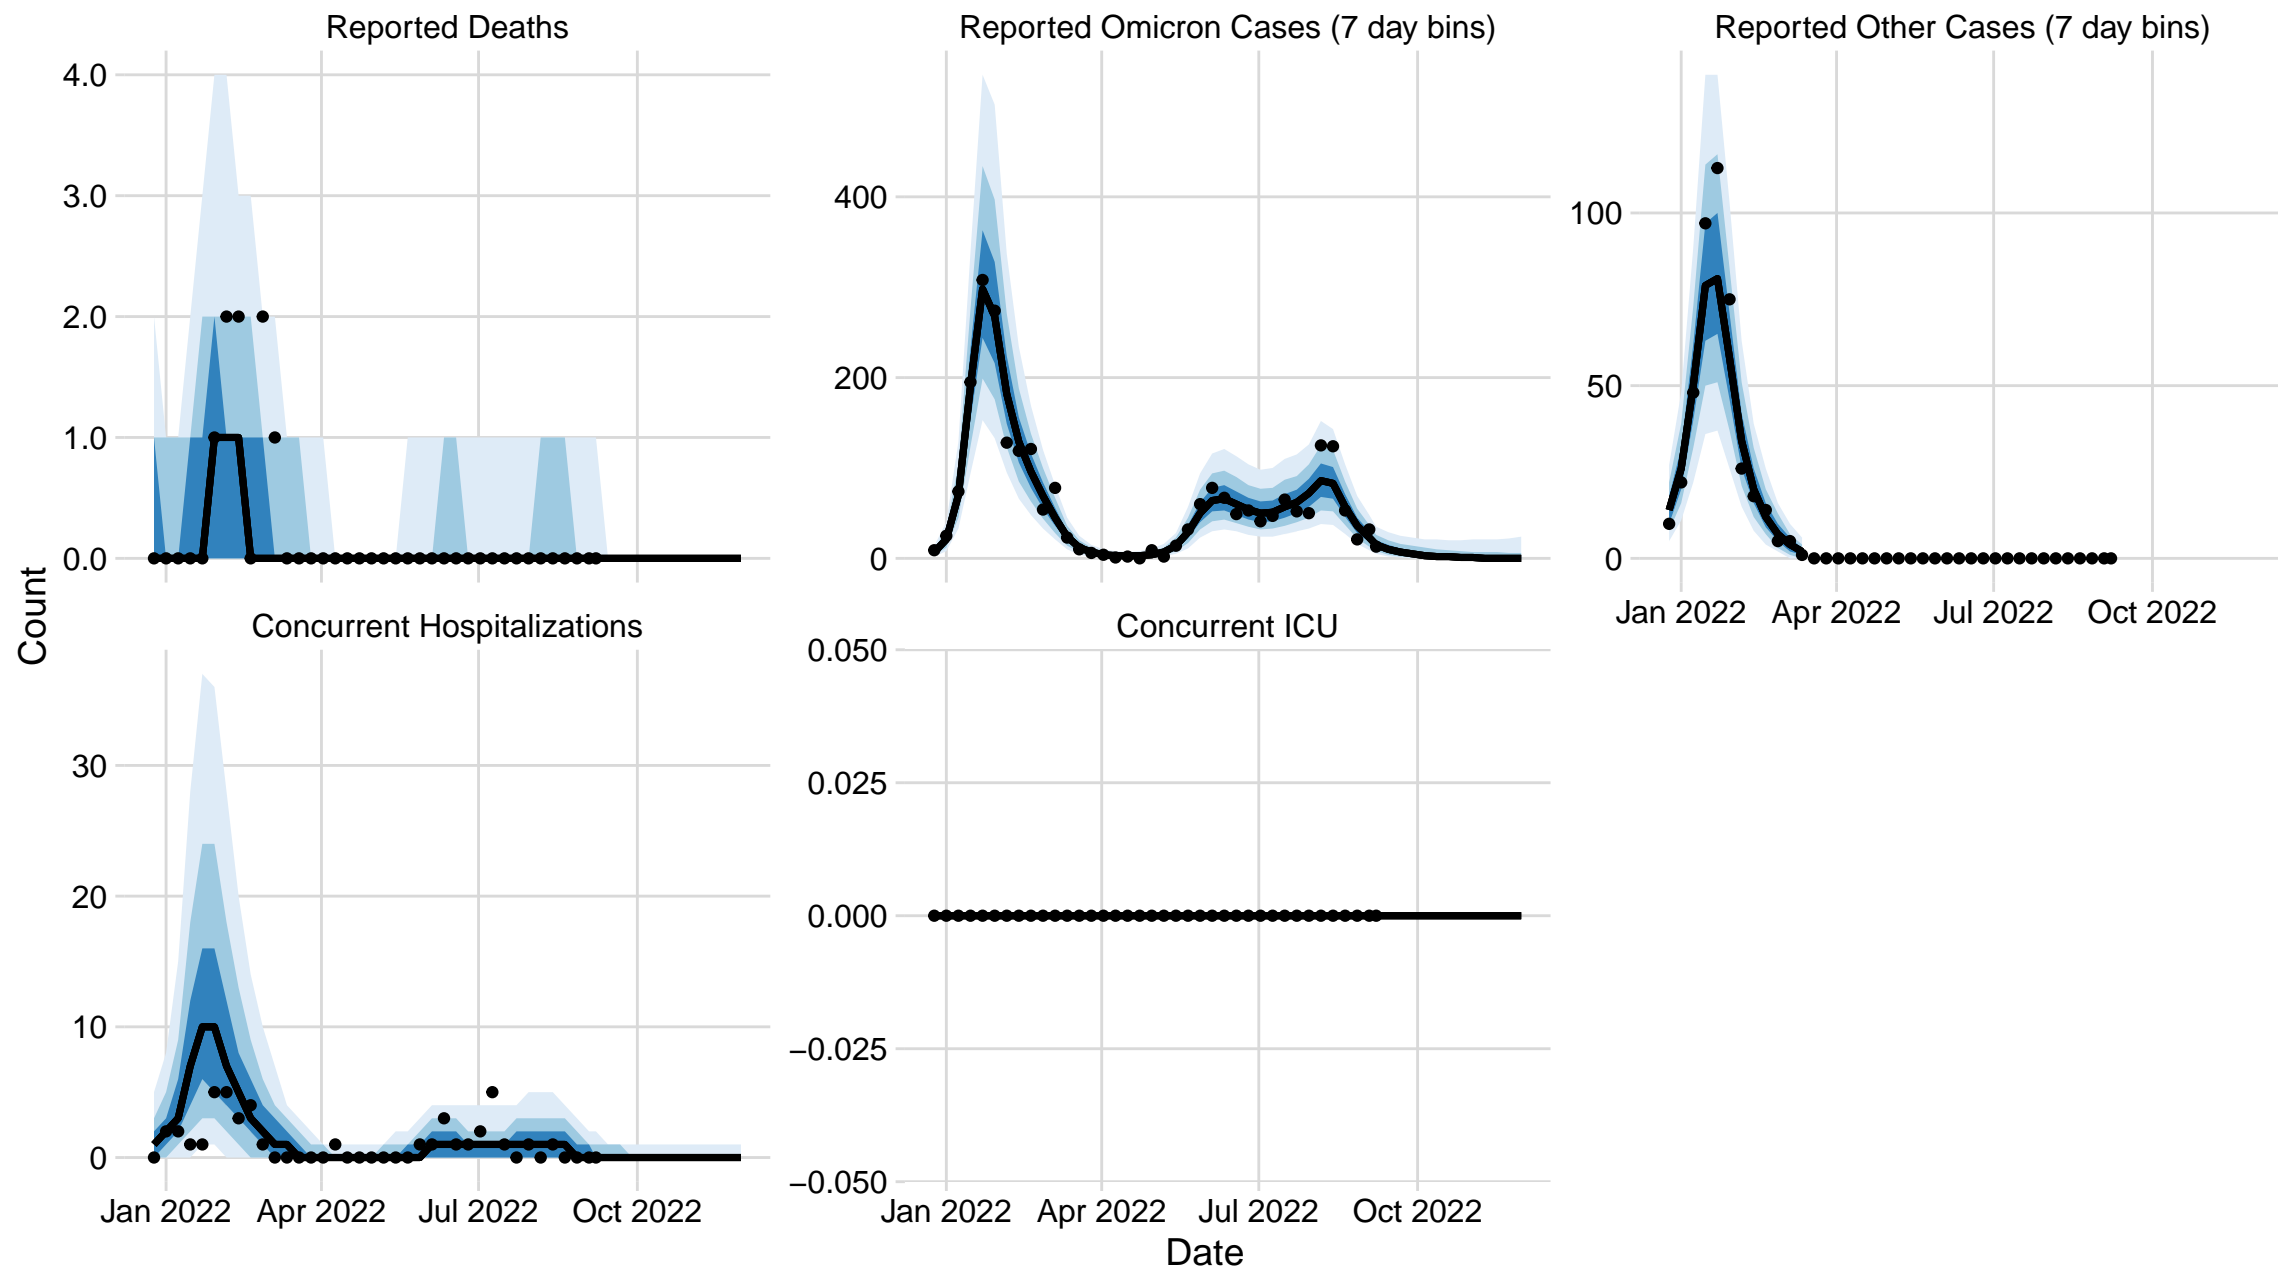 Reported Deaths
Reported Omicron Cases (7 day bins)
Reported Other Cases (7 day bins)
4.0
3.0
2.0
1.0
0.0
400
200
0
100
50
0
Jan 2022 Apr 2022 Jul 2022 Oct 2022
Count
Concurrent Hospitalizations
Concurrent ICU
30
20
10
0
0.050
0.025
0.000
−0.025
−0.050
Jan 2022 Apr 2022 Jul 2022 Oct 2022
Jan 2022 Apr 2022 Jul 2022 Oct 2022
Date